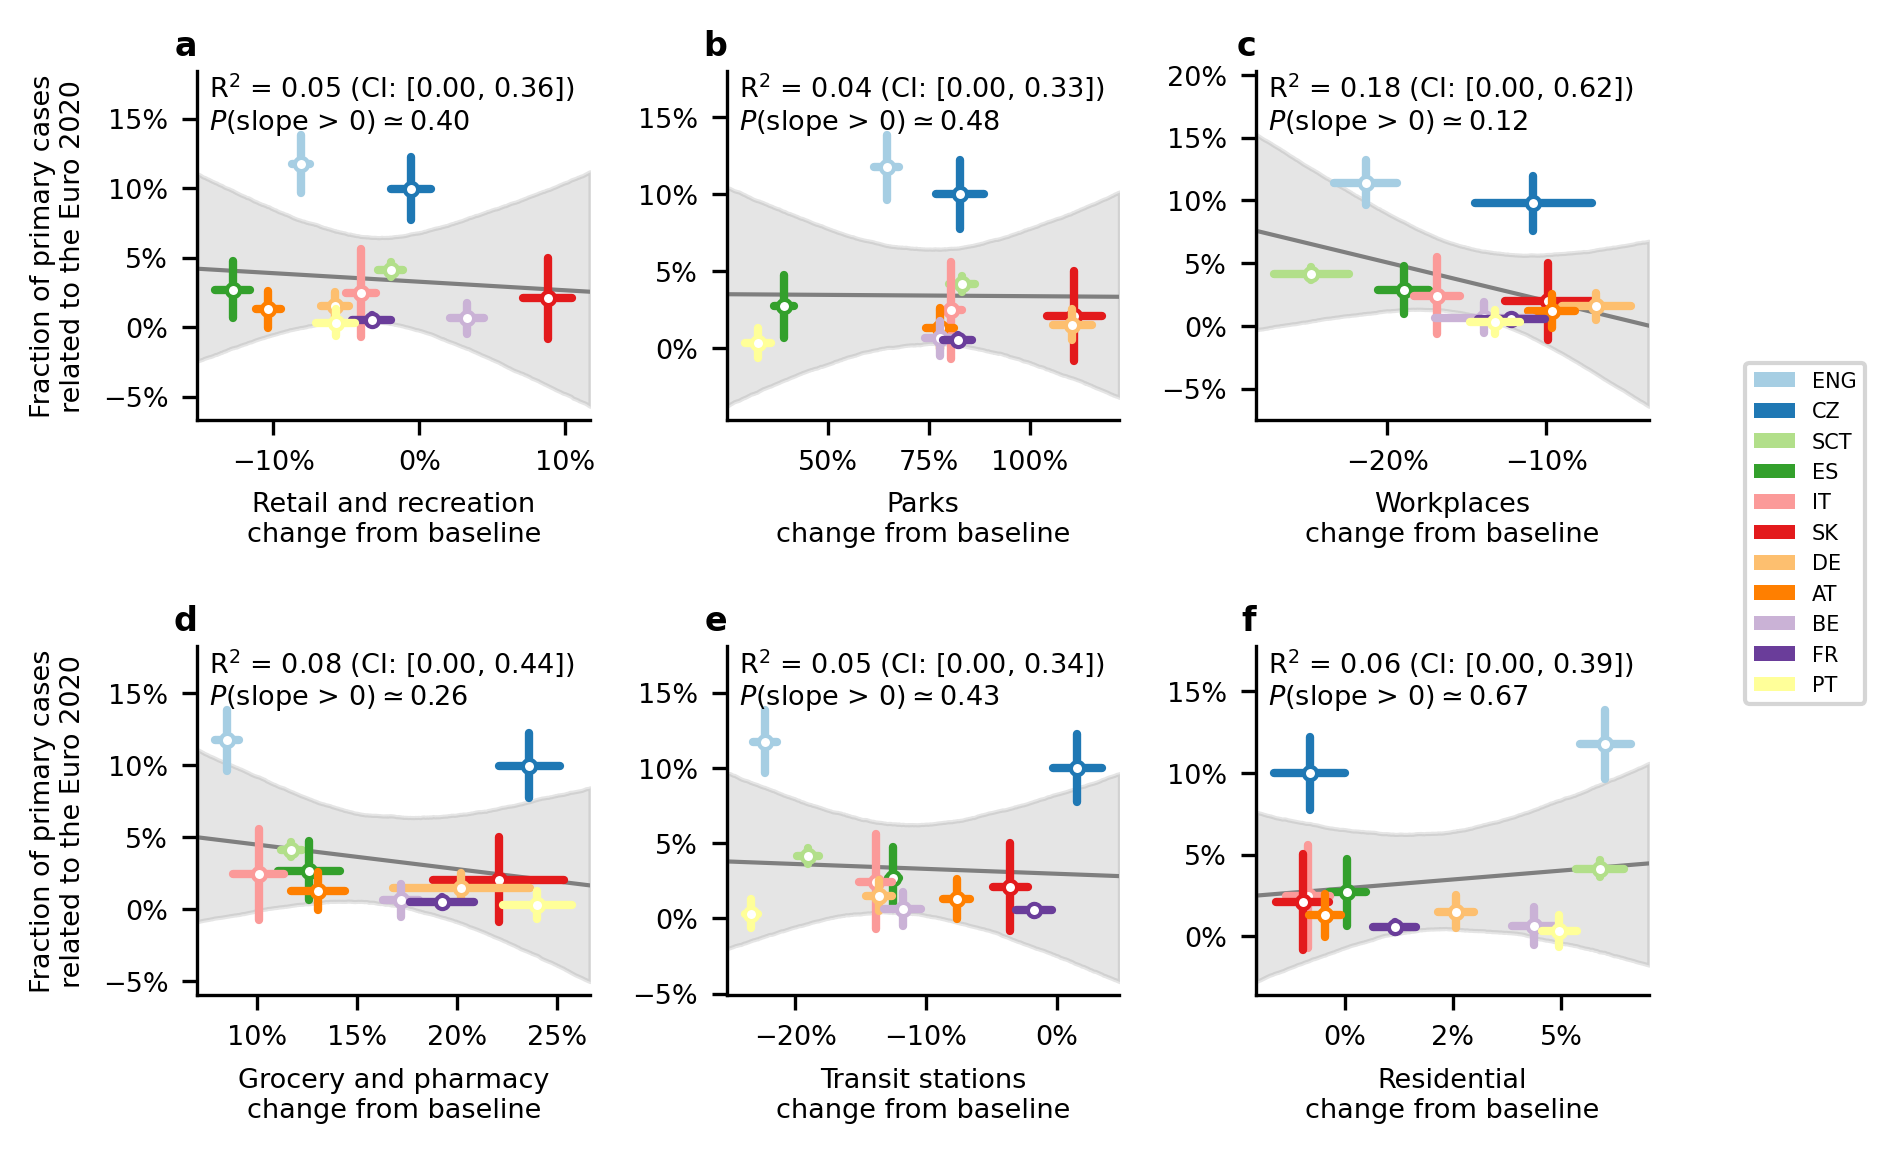 a
R² = 0.05 (CI: [0.00, 0.36])
P(slope > 0) ≃ 0.40
Fraction of primary cases
related to the Euro 2020
15%
10%
5%
0%
−5%
−10%
0%
10%
Retail and recreation
change from baseline
b
R² = 0.04 (CI: [0.00, 0.33])
P(slope > 0) ≃ 0.48
15%
10%
5%
0%
50%
75%
100%
Parks
change from baseline
c
R² = 0.18 (CI: [0.00, 0.62])
P(slope > 0) ≃ 0.12
20%
15%
10%
5%
0%
−5%
−20%
−10%
Workplaces
change from baseline
ENG
CZ
SCT
ES
IT
SK
DE
AT
BE
FR
PT
d
R² = 0.08 (CI: [0.00, 0.44])
P(slope > 0) ≃ 0.26
Fraction of primary cases
related to the Euro 2020
15%
10%
5%
0%
−5%
10%
15%
20%
25%
Grocery and pharmacy
change from baseline
e
R² = 0.05 (CI: [0.00, 0.34])
P(slope > 0) ≃ 0.43
15%
10%
5%
0%
−5%
−20%
−10%
0%
Transit stations
change from baseline
f
R² = 0.06 (CI: [0.00, 0.39])
P(slope > 0) ≃ 0.67
15%
10%
5%
0%
0%
2%
5%
Residential
change from baseline